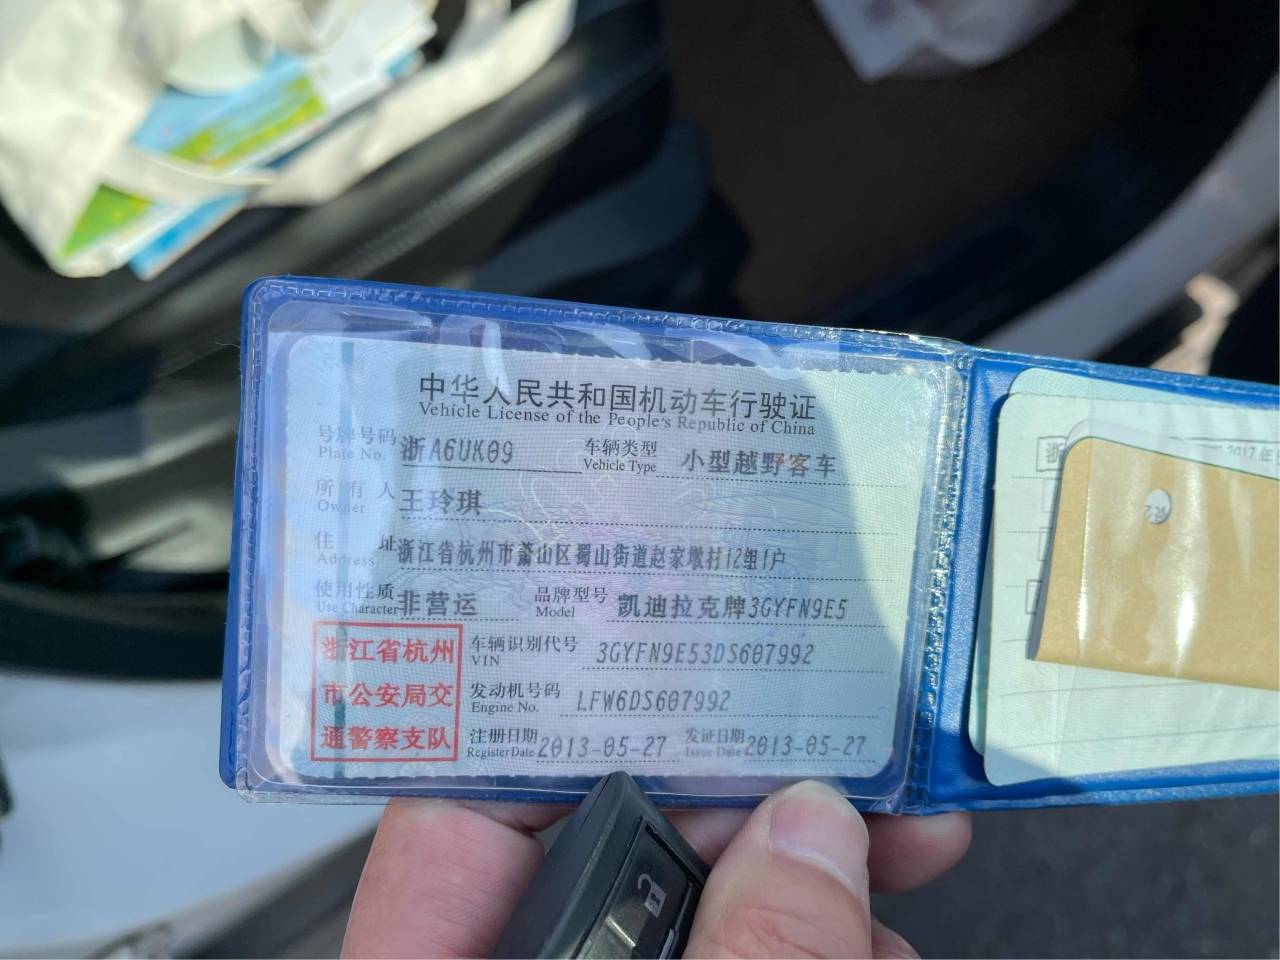 中华人民共和国机动车行驶证
Vehicle License of the People's Republic of China
号牌号码 浙A6UK09 车辆类型 小型越野客车
Plate No. Vehicle Type
所有人 王玲琪
Owner
住址 浙江省杭州市萧山区蜀山街道赵家墩村12组1户
Address
使用性质 非营运 品牌型号 凯迪拉克牌3GYFN9E5
Use Character Model
浙江省杭州
市公安局交
通警察支队
车辆识别代号 3GYFN9E53DS607992
VIN
发动机号码 LFW6DS607992
Engine No.
注册日期 2013-05-27 发证日期 2013-05-27
Register Date Issue Date
浙
2017年